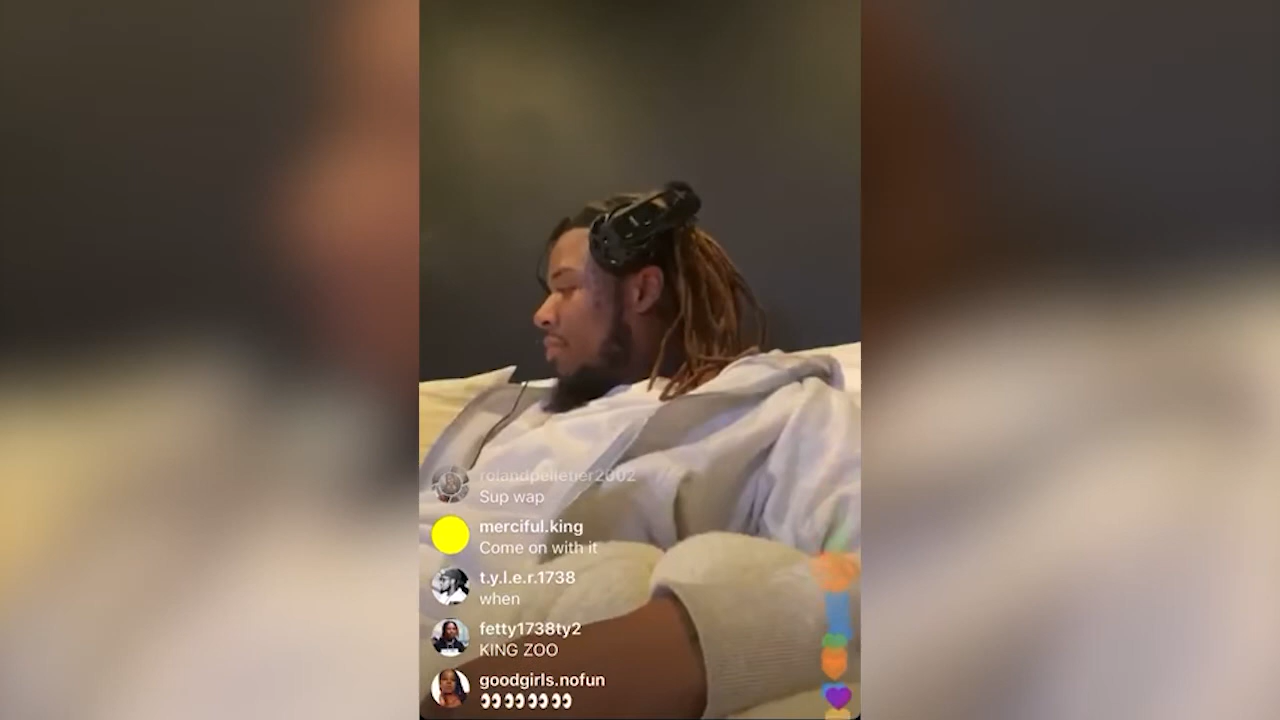 rolandpelletier2002
Sup wap
merciful.king
Come on with it
t.y.l.e.r.1738
when
fetty1738ty2
KING ZOO
goodgirls.nofun
👀👀👀👀